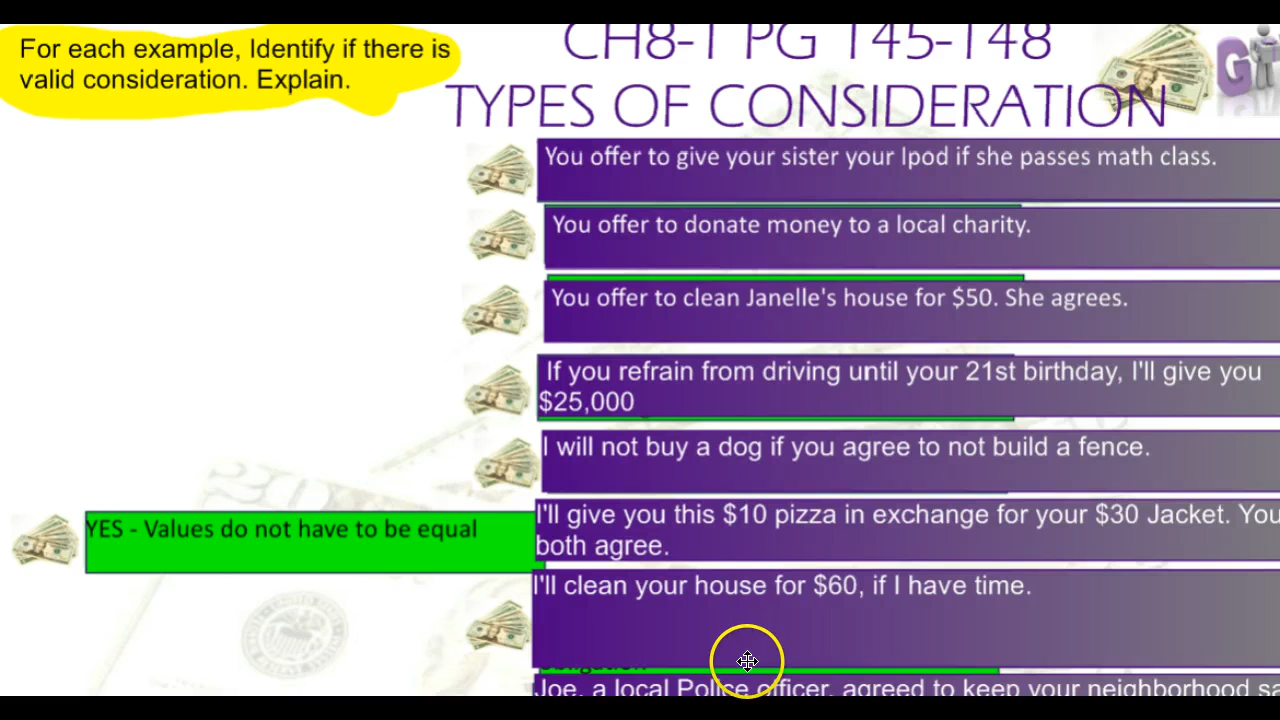 For each example, Identify if there is
valid consideration. Explain.
CH8-1 PG 145-148
TYPES OF CONSIDERATION
You offer to give your sister your Ipod if she passes math class.
You offer to donate money to a local charity.
You offer to clean Janelle's house for $50. She agrees.
If you refrain from driving until your 21st birthday, I'll give you
$25,000
I will not buy a dog if you agree to not build a fence.
YES - Values do not have to be equal
I'll give you this $10 pizza in exchange for your $30 Jacket. You
both agree.
I'll clean your house for $60, if I have time.
Joe, a local Police officer, agreed to keep your neighborhood sa